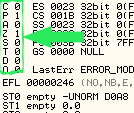 C 0 ES 0023 32bit 0(F
P 1 CS 001B 32bit 0(F
A 0 SS 0023 32bit 0(F
Z 1 DS 0023 32bit 0(F
S 0 FS 32bit 7FF
T 0 GS 0000 NULL
D 0
O 0 LastErr ERROR_MOD
EFL 00000246 (NO,NB,E,
ST0 empty -UNORM D0A8
ST1 empty 0.0